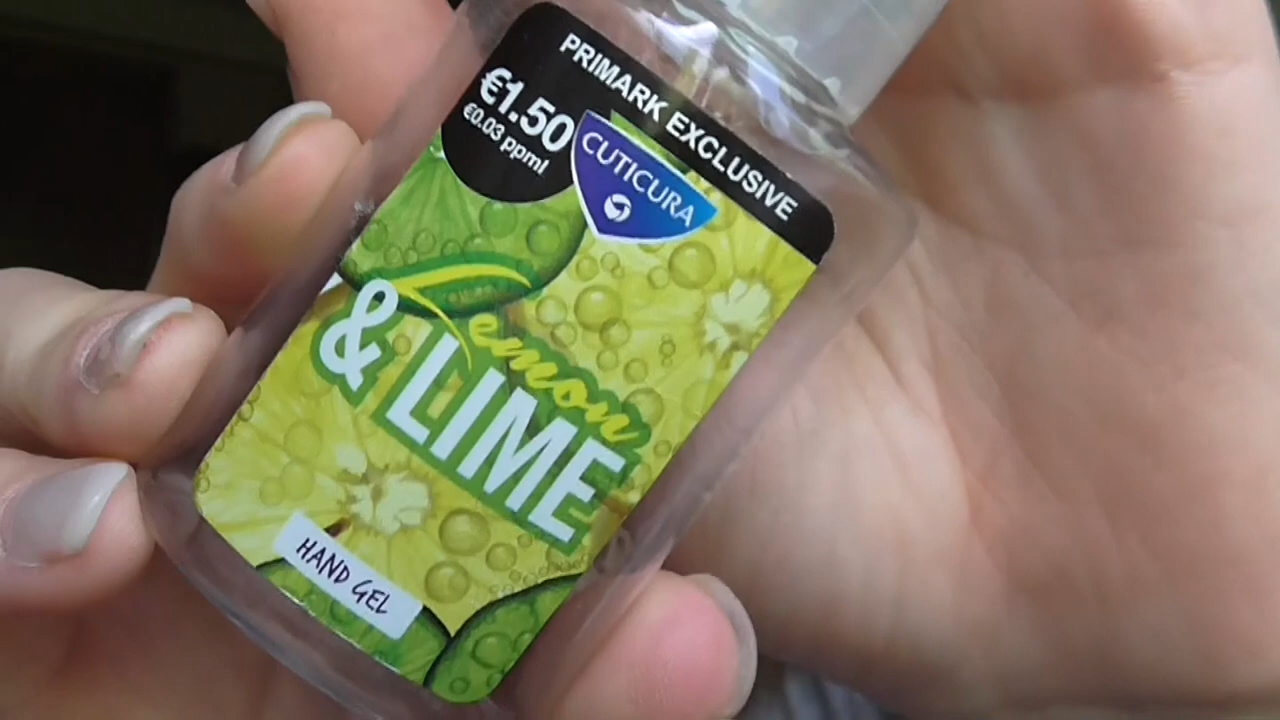 PRIMARK EXCLUSIVE
€1.50
€0.03 ppml
CUTICURA
Lemon
& LIME
HAND GEL